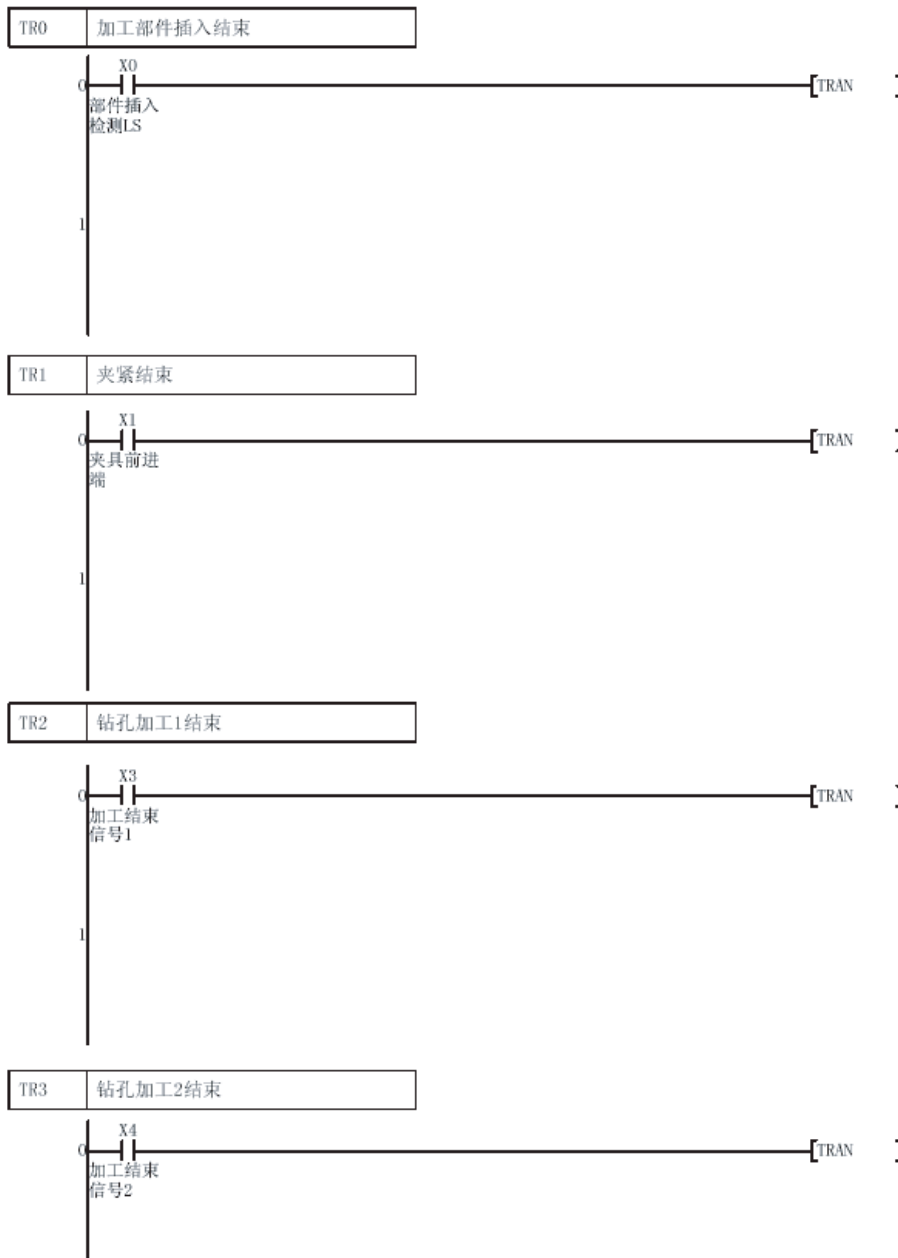 TR0 加工部件插入结束
X0
0
TRAN
部件插入
检测LS
1
TR1 夹紧结束
X1
0
TRAN
夹具前进
端
1
TR2 钻孔加工1结束
X3
0
TRAN
加工结束
信号1
1
TR3 钻孔加工2结束
X4
0
TRAN
加工结束
信号2